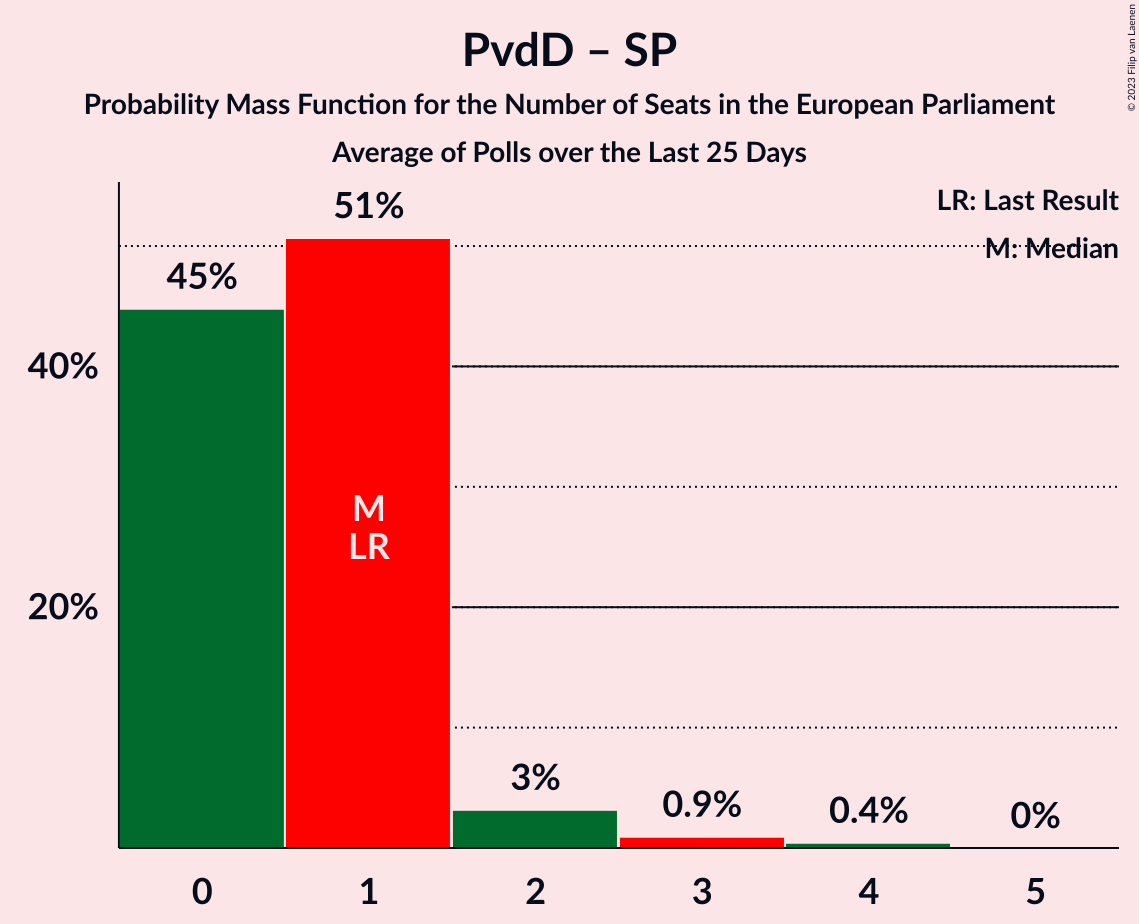 PvdD – SP
Probability Mass Function for the Number of Seats in the European Parliament
Average of Polls over the Last 25 Days
© 2023 Filip van Laenen
LR: Last Result
M: Median
51%
45%
40%
M
LR
20%
3%
0.9%
0.4%
0%
0 1 2 3 4 5